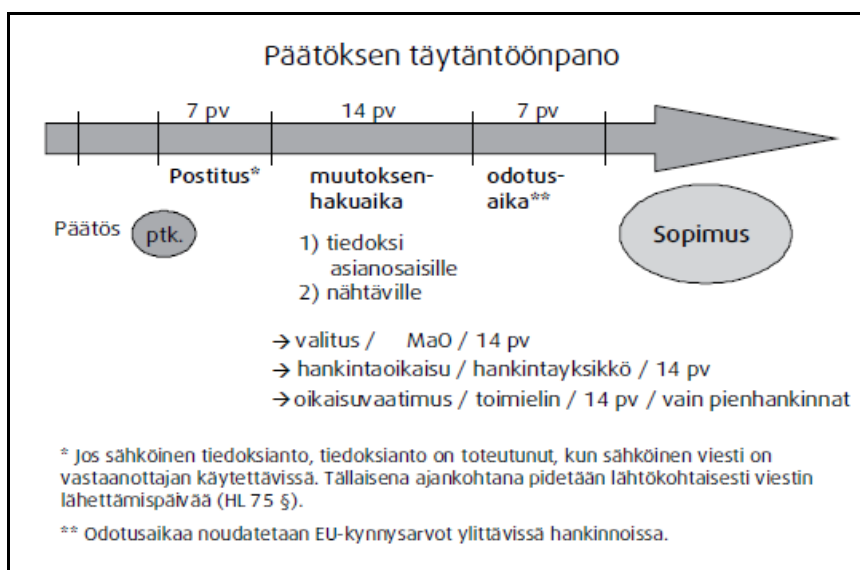 Päätöksen täytäntöönpano
7 pv 14 pv 7 pv
Postitus* muutoksen- odotus-
hakuaika aika**
Päätös ptk. Sopimus
1) tiedoksi
asianosaisille
2) nähtäville
→ valitus / MaO / 14 pv
→ hankintaoikaisu / hankintayksikkö / 14 pv
→ oikaisuvaatimus / toimielin / 14 pv / vain pienhankinnat
* Jos sähköinen tiedoksianto, tiedoksianto on toteutunut, kun sähköinen viesti on
vastaanottajan käytettävissä. Tällaisena ajankohtana pidetään lähtökohtaisesti viestin
lähettämispäivää (HL 75 §).
** Odotusaikaa noudatetaan EU-kynnysarvot ylittävissä hankinnoissa.